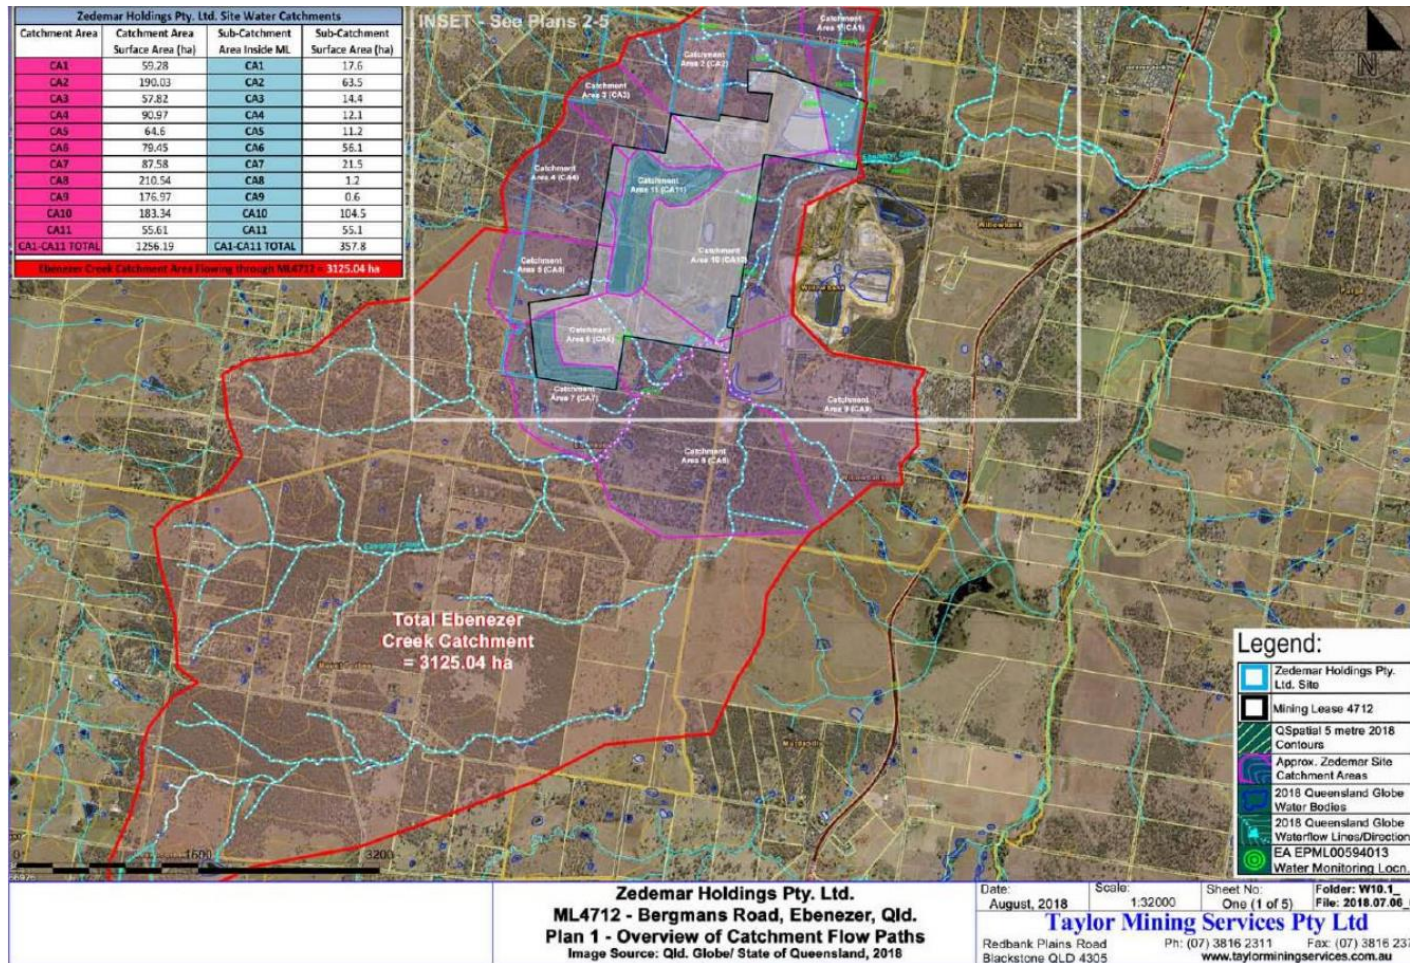 Zedemar Holdings Pty. Ltd. Site Water Catchments
Catchment Area Catchment Area Surface Area (ha) Sub-Catchment Area Inside ML Sub-Catchment Surface Area (ha)
CA1 59.28 CA1 17.6
CA2 190.03 CA2 63.5
CA3 57.82 CA3 14.4
CA4 90.97 CA4 12.1
CA5 64.6 CA5 11.2
CA6 79.45 CA6 56.1
CA7 87.58 CA7 21.5
CA8 210.54 CA8 1.2
CA9 176.97 CA9 0.6
CA10 183.34 CA10 104.5
CA11 55.61 CA11 55.1
CA1-CA11 TOTAL 1256.19 CA1-CA11 TOTAL 357.8
Ebenezer Creek Catchment Area Flowing through ML4712 = 3125.04 ha
INSET - See Plans 2-5
Catchment
Area 1 (CA1)
Catchment
Area 2 (CA2)
Catchment
Area 3 (CA3)
Catchment
Area 4 (CA4)
Catchment
Area 11 (CA11)
Catchment
Area 10 (CA10)
Catchment
Catchment
Area 6 (CA6)
Catchment
Area 7 (CA7)
Catchment
Area 9 (CA9)
Catchment
Willowbank
N
Total Ebenezer
Creek Catchment
= 3125.04 ha
1600
3200
Legend:
Zedemar Holdings Pty.
Ltd. Site
Mining Lease 4712
QSpatial 5 metre 2018
Contours
Approx. Zedemar Site
Catchment Areas
2018 Queensland Globe
Water Bodies
2018 Queensland Globe
Waterflow Lines/Direction
EA EPML00594013
Water Monitoring Locn.
Zedemar Holdings Pty. Ltd.
ML4712 - Bergmans Road, Ebenezer, Qld.
Plan 1 - Overview of Catchment Flow Paths
Image Source: Qld. Globe/ State of Queensland, 2018
Date:
August, 2018
Scale:
1:32000
Sheet No:
One (1 of 5)
Folder: W10.1_
File: 2018.07.06_
Taylor Mining Services Pty Ltd
Redbank Plains Road
Blackstone QLD 4305
Ph: (07) 3816 2311
Fax: (07) 3816 237
www.taylorminingservices.com.au